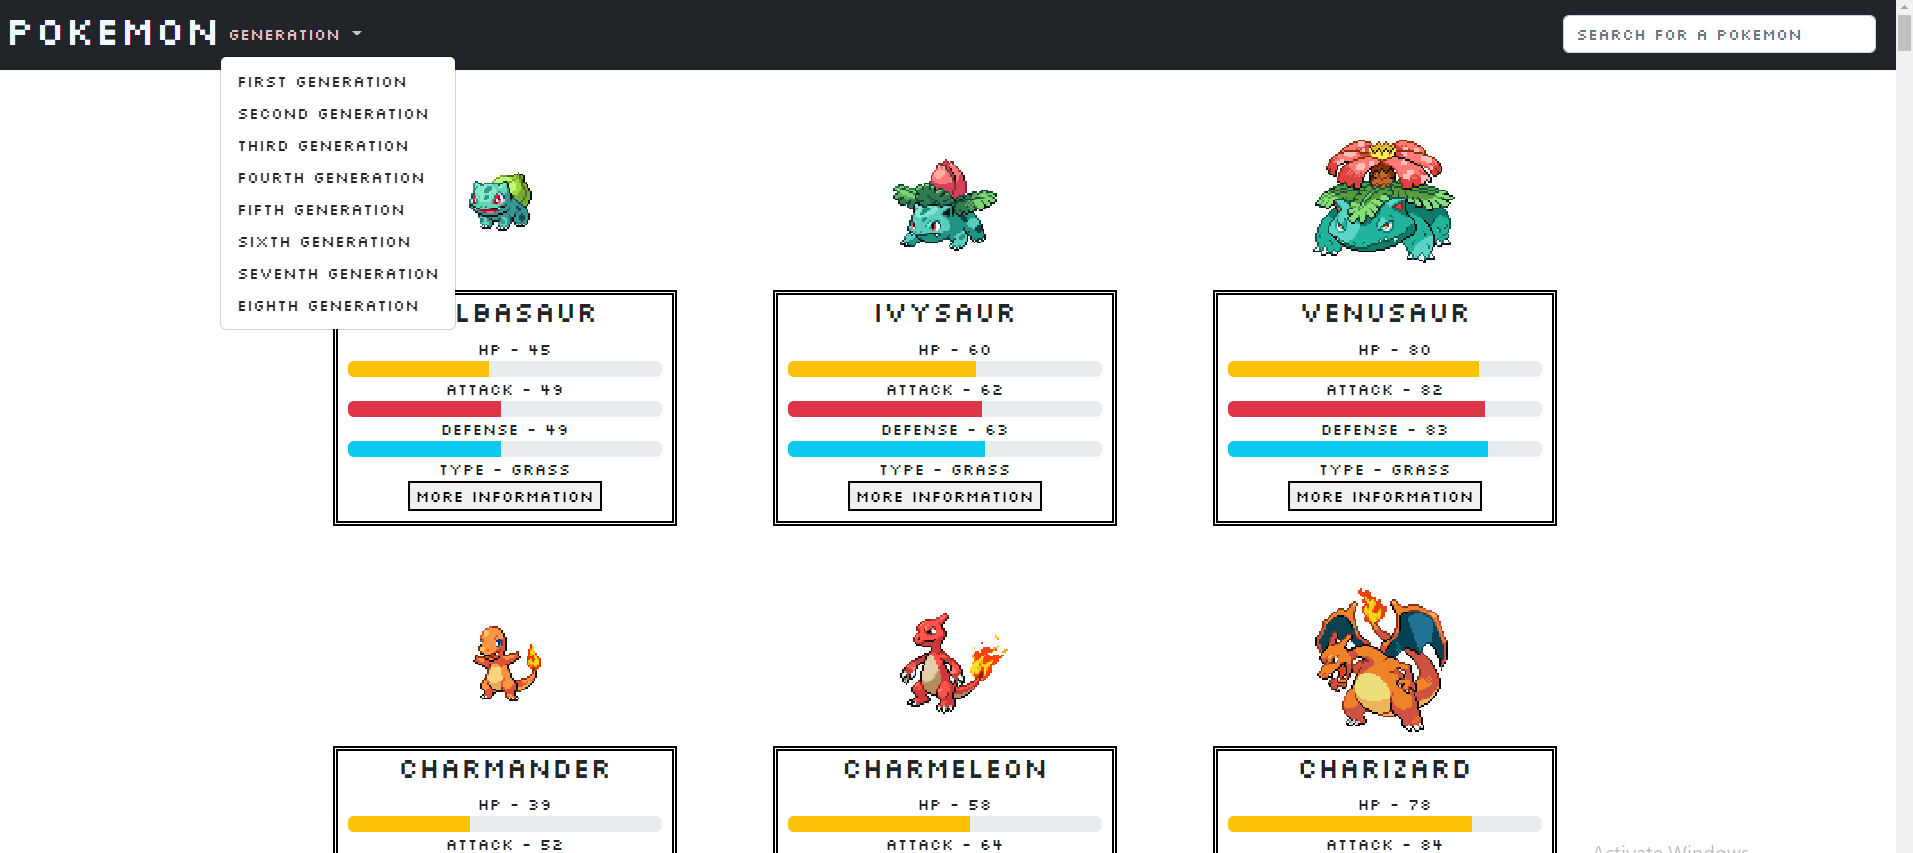 POKEMON GENERATION SEARCH FOR A POKEMON
FIRST GENERATION
SECOND GENERATION
THIRD GENERATION
FOURTH GENERATION
FIFTH GENERATION
SIXTH GENERATION
SEVENTH GENERATION
EIGHTH GENERATION
LBASAUR IVYSAUR VENUSAUR
HP - 45 HP - 60 HP - 80
ATTACK - 49 ATTACK - 62 ATTACK - 82
DEFENSE - 49 DEFENSE - 63 DEFENSE - 83
TYPE - GRASS TYPE - GRASS TYPE - GRASS
MORE INFORMATION MORE INFORMATION MORE INFORMATION
CHARMANDER CHARMELEON CHARIZARD
HP - 39 HP - 58 HP - 78
ATTACK - 52 ATTACK - 64 ATTACK - 84
Activate Windows